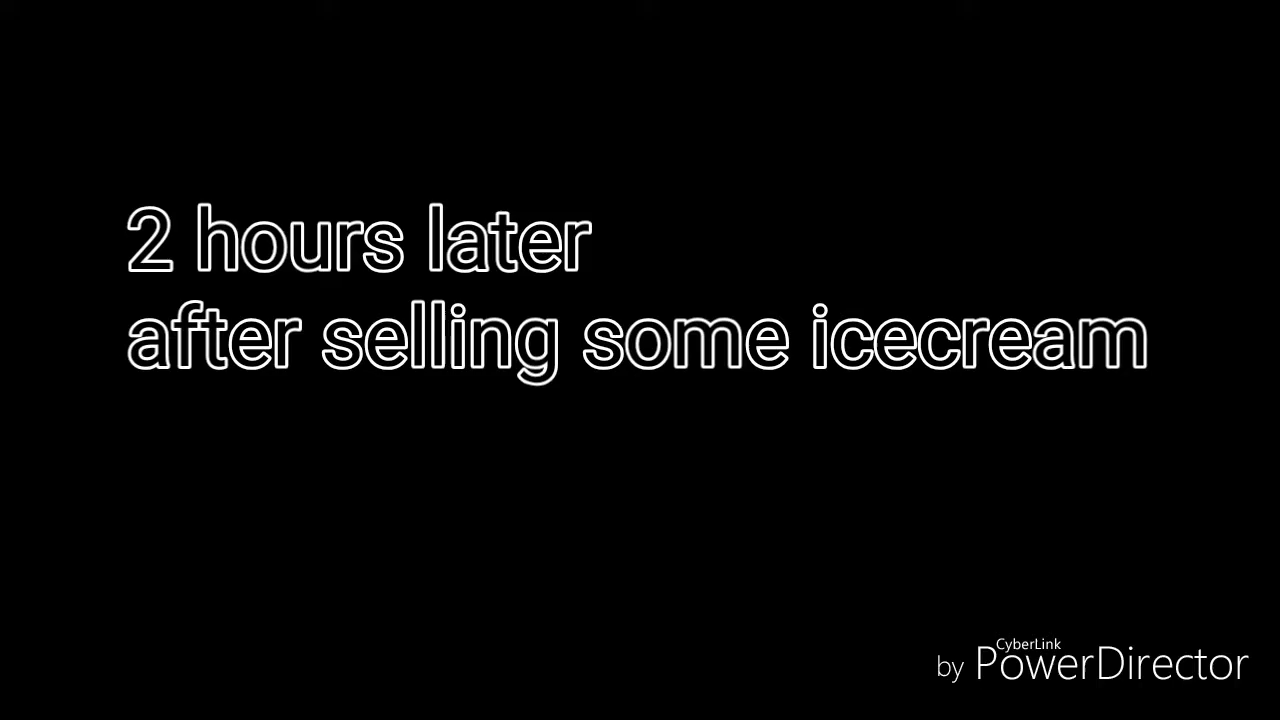 2 hours later
after selling some icecream
CyberLink
by PowerDirector